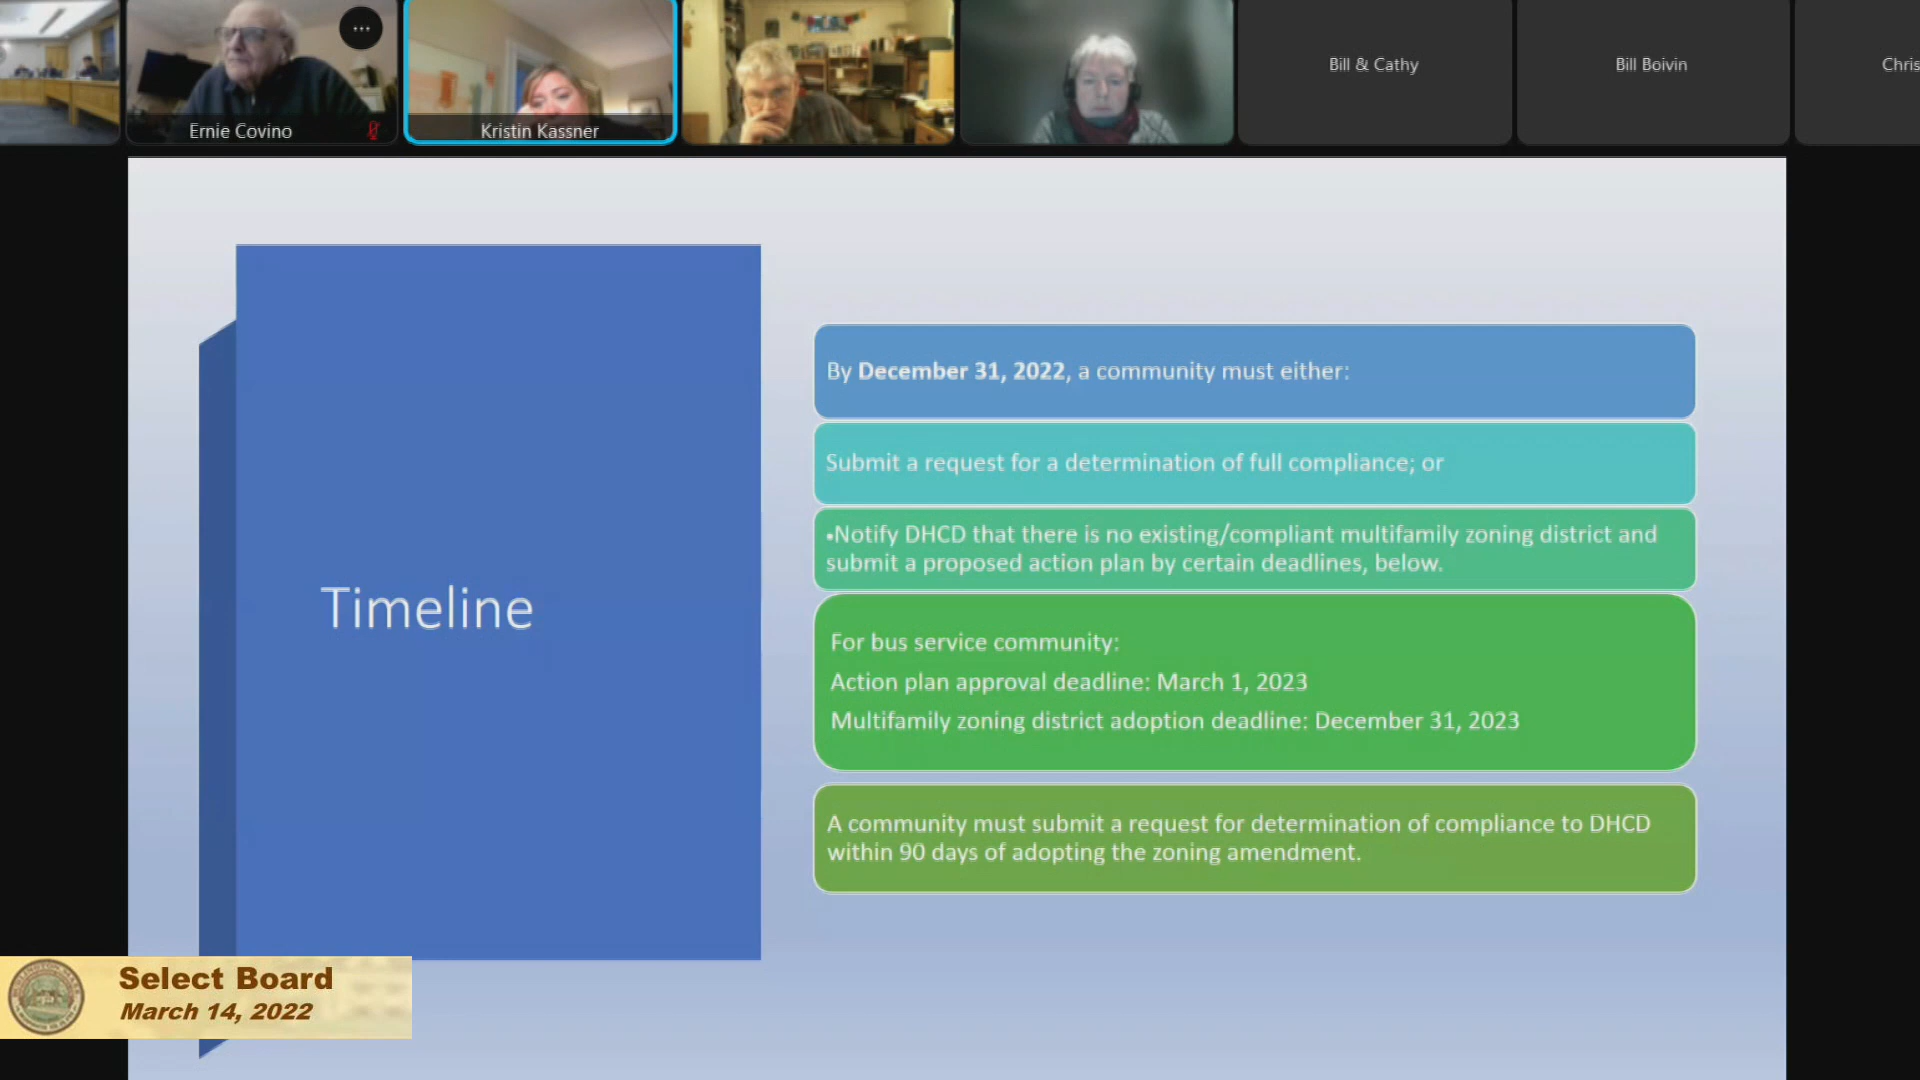 Ernie Covino
Kristin Kassner
Bill & Cathy
Bill Boivin
Chris
Timeline
By December 31, 2022, a community must either:
Submit a request for a determination of full compliance; or
•Notify DHCD that there is no existing/compliant multifamily zoning district and
submit a proposed action plan by certain deadlines, below.
For bus service community:
Action plan approval deadline: March 1, 2023
Multifamily zoning district adoption deadline: December 31, 2023
A community must submit a request for determination of compliance to DHCD
within 90 days of adopting the zoning amendment.
Select Board
March 14, 2022